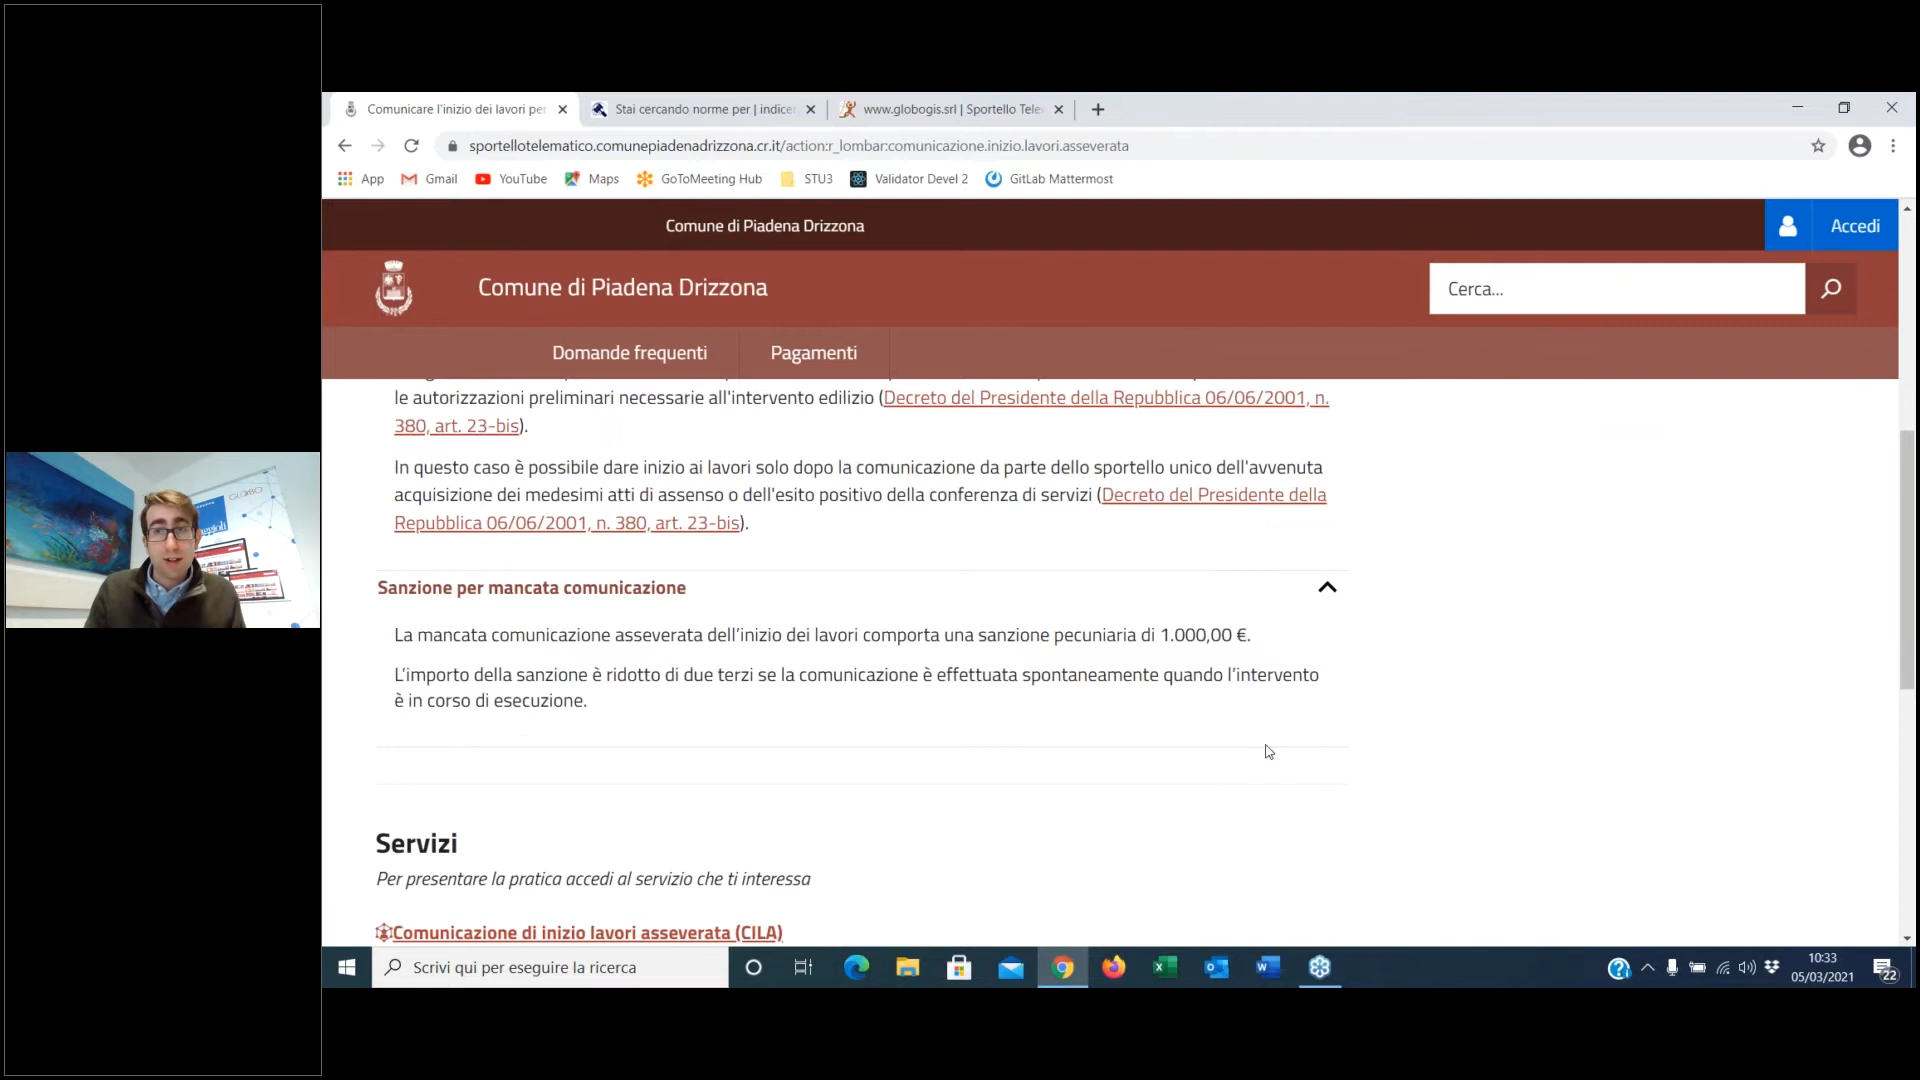 Comunicare l'inizio dei lavori per
Stai cercando norme per | indicer
www.globogis.srl | Sportello Tele
sportellotelematico.comunepiadenadrizzona.cr.it/action:r_lombar:comunicazione.inizio.lavori.asseverata
App Gmail YouTube Maps GoToMeeting Hub STU3 Validator Devel 2 GitLab Mattermost
Comune di Piadena Drizzona
Accedi
Comune di Piadena Drizzona
Cerca...
Domande frequenti Pagamenti
le autorizzazioni preliminari necessarie all'intervento edilizio (Decreto del Presidente della Repubblica 06/06/2001, n.
380, art. 23-bis).
In questo caso è possibile dare inizio ai lavori solo dopo la comunicazione da parte dello sportello unico dell'avvenuta
acquisizione dei medesimi atti di assenso o dell'esito positivo della conferenza di servizi (Decreto del Presidente della
Repubblica 06/06/2001, n. 380, art. 23-bis).
Sanzione per mancata comunicazione
La mancata comunicazione asseverata dell’inizio dei lavori comporta una sanzione pecuniaria di 1.000,00 €.
L’importo della sanzione è ridotto di due terzi se la comunicazione è effettuata spontaneamente quando l’intervento
è in corso di esecuzione.
Servizi
Per presentare la pratica accedi al servizio che ti interessa
Comunicazione di inizio lavori asseverata (CILA)
Scrivi qui per eseguire la ricerca
10:33
05/03/2021
22